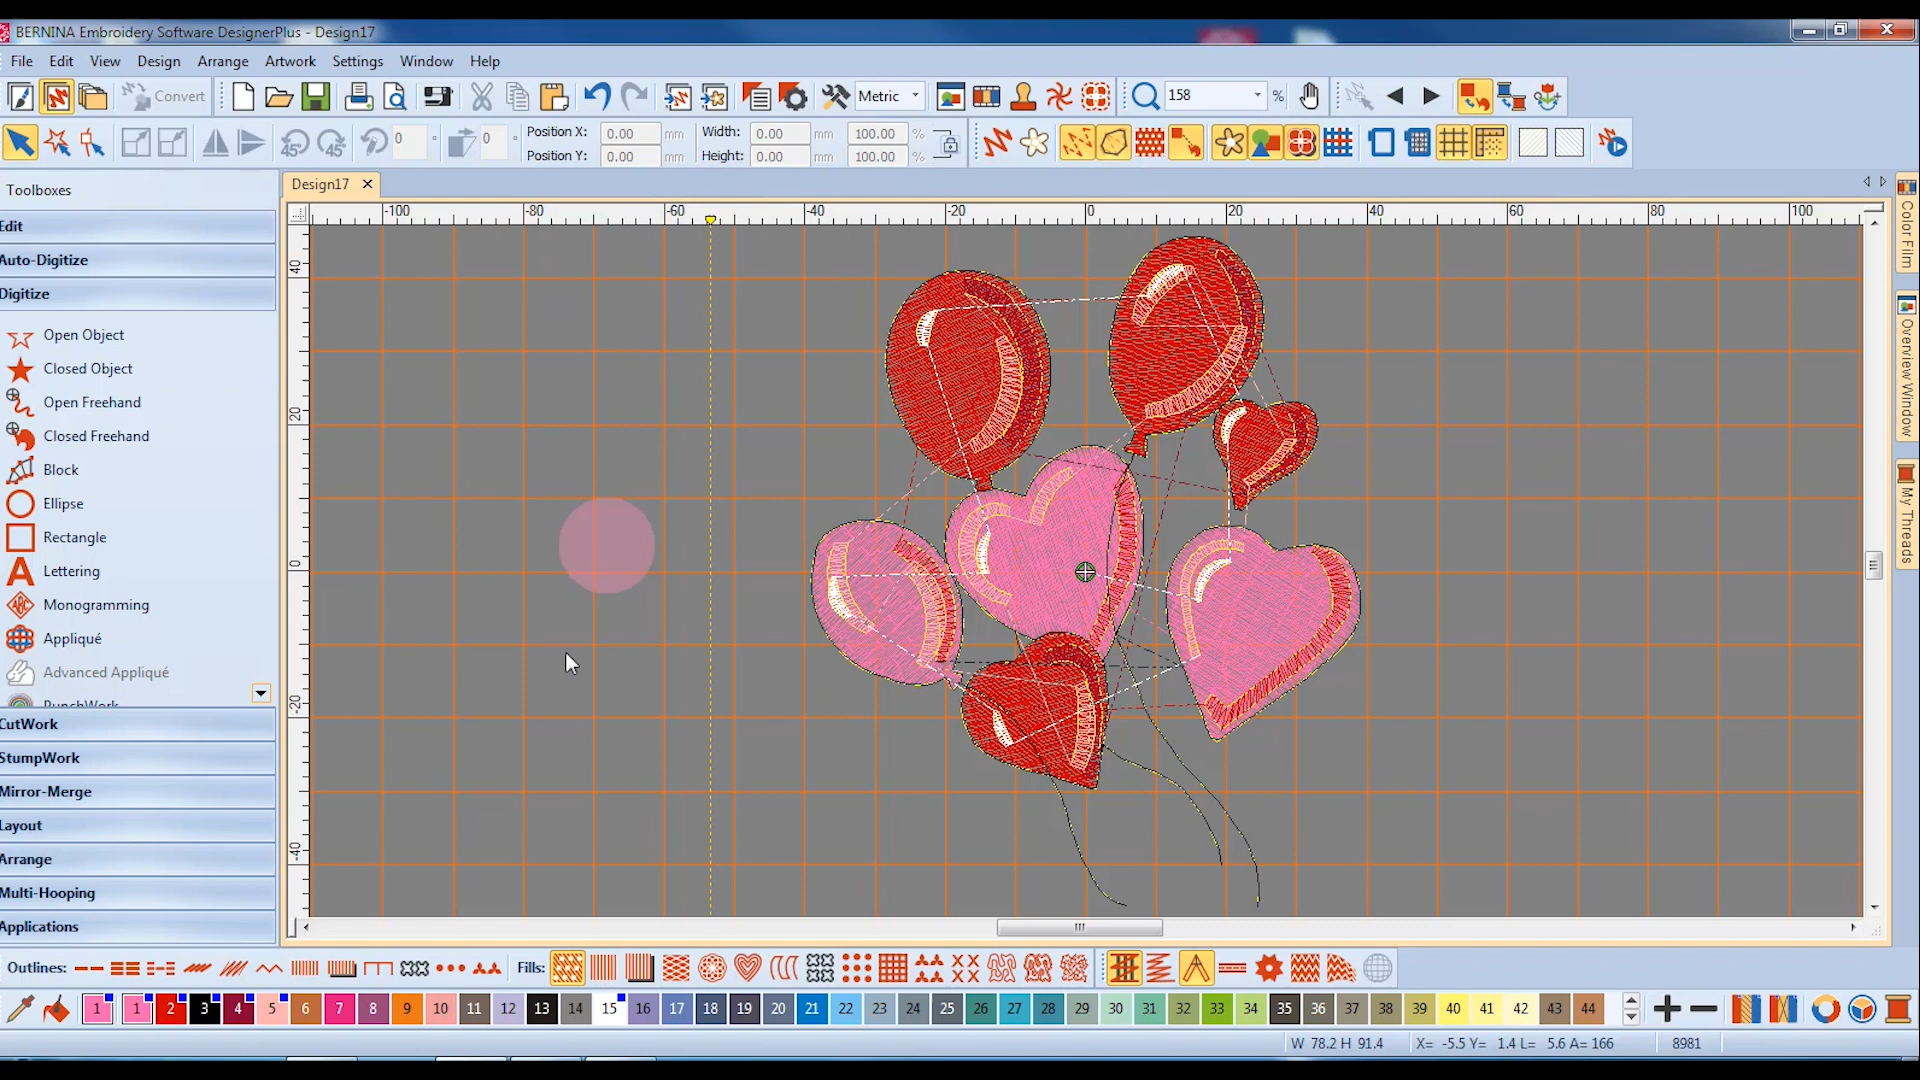 BERNINA Embroidery Software DesignerPlus - Design17
File Edit View Design Arrange Artwork Settings Window Help
Convert Metric 158 %
45 45 0 ° 0 ° Position X: 0.00 mm Width: 0.00 mm 100.00 %
Position Y: 0.00 mm Height: 0.00 mm 100.00 %
Toolboxes
Design17
-100 -80 -60 -40 -20 0 20 40 60 80 100
40
20
0
-20
-40
Edit
Auto-Digitize
Digitize
Open Object
Closed Object
Open Freehand
Closed Freehand
Block
Ellipse
Rectangle
Lettering
Monogramming
Appliqué
Advanced Appliqué
PunchWork
CutWork
StumpWork
Mirror-Merge
Layout
Arrange
Multi-Hooping
Applications
Color Film
Overview Window
My Threads
Outlines: Fills:
1 1 2 3 4 5 6 7 8 9 10 11 12 13 14 15 16 17 18 19 20 21 22 23 24 25 26 27 28 29 30 31 32 33 34 35 36 37 38 39 40 41 42 43 44
W 78.2 H 91.4 X= -5.5 Y= 1.4 L= 5.6 A= 166 8981